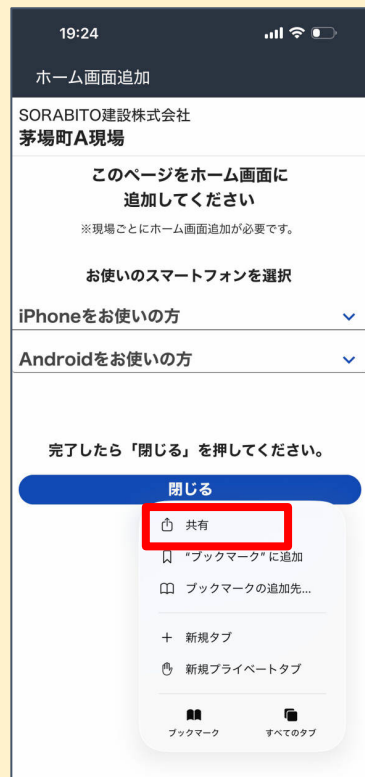 19:24
ホーム画面追加
SORABITO建設株式会社
茅場町A現場
このページをホーム画面に
追加してください
※現場ごとにホーム画面追加が必要です。
お使いのスマートフォンを選択
iPhoneをお使いの方
Androidをお使いの方
完了したら「閉じる」を押してください。
閉じる
共有
“ブックマーク” に追加
ブックマークの追加先...
新規タブ
新規プライベートタブ
ブックマーク
すべてのタブ